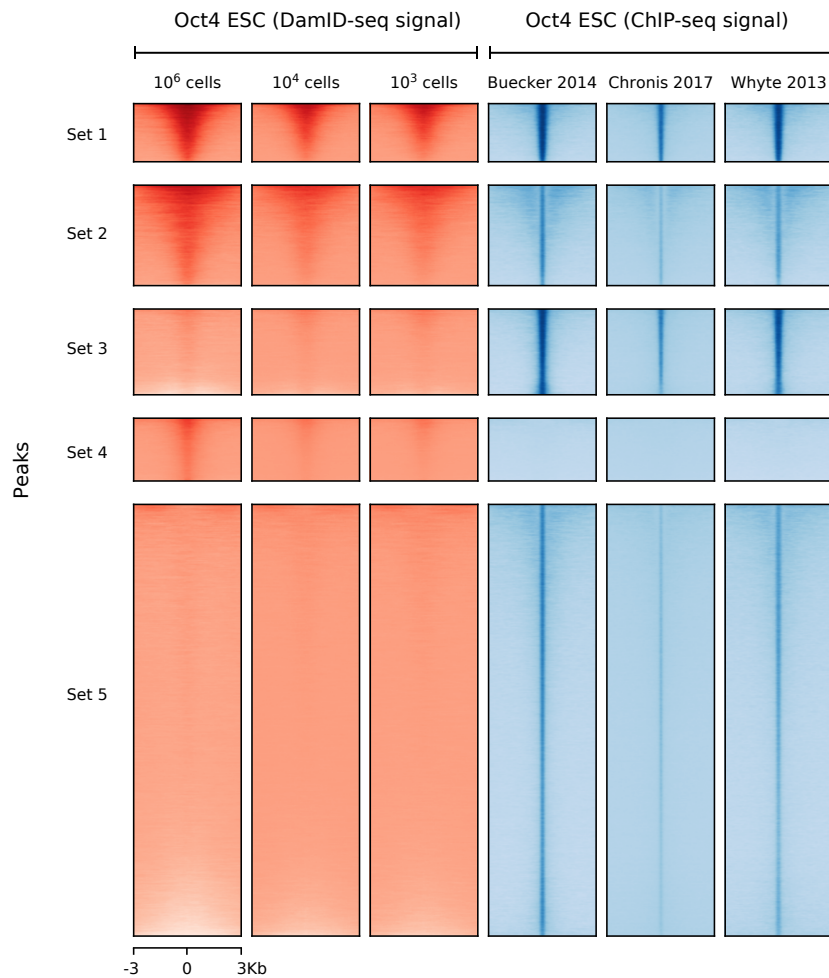 Oct4 ESC (DamID-seq signal) Oct4 ESC (ChIP-seq signal)
10⁶ cells 10⁴ cells 10³ cells Buecker 2014 Chronis 2017 Whyte 2013
Set 1
Set 2
Set 3
Set 4
Peaks
Set 5
-3 0 3Kb